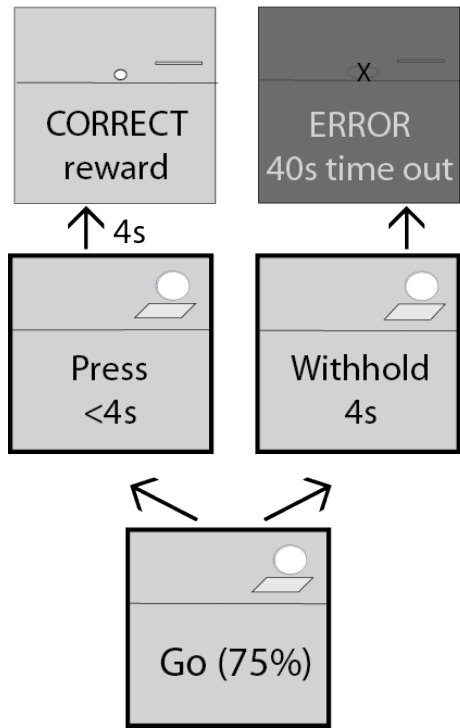 CORRECT
reward
ERROR
X
40s time out
4s
Press
<4s
Withhold
4s
Go (75%)